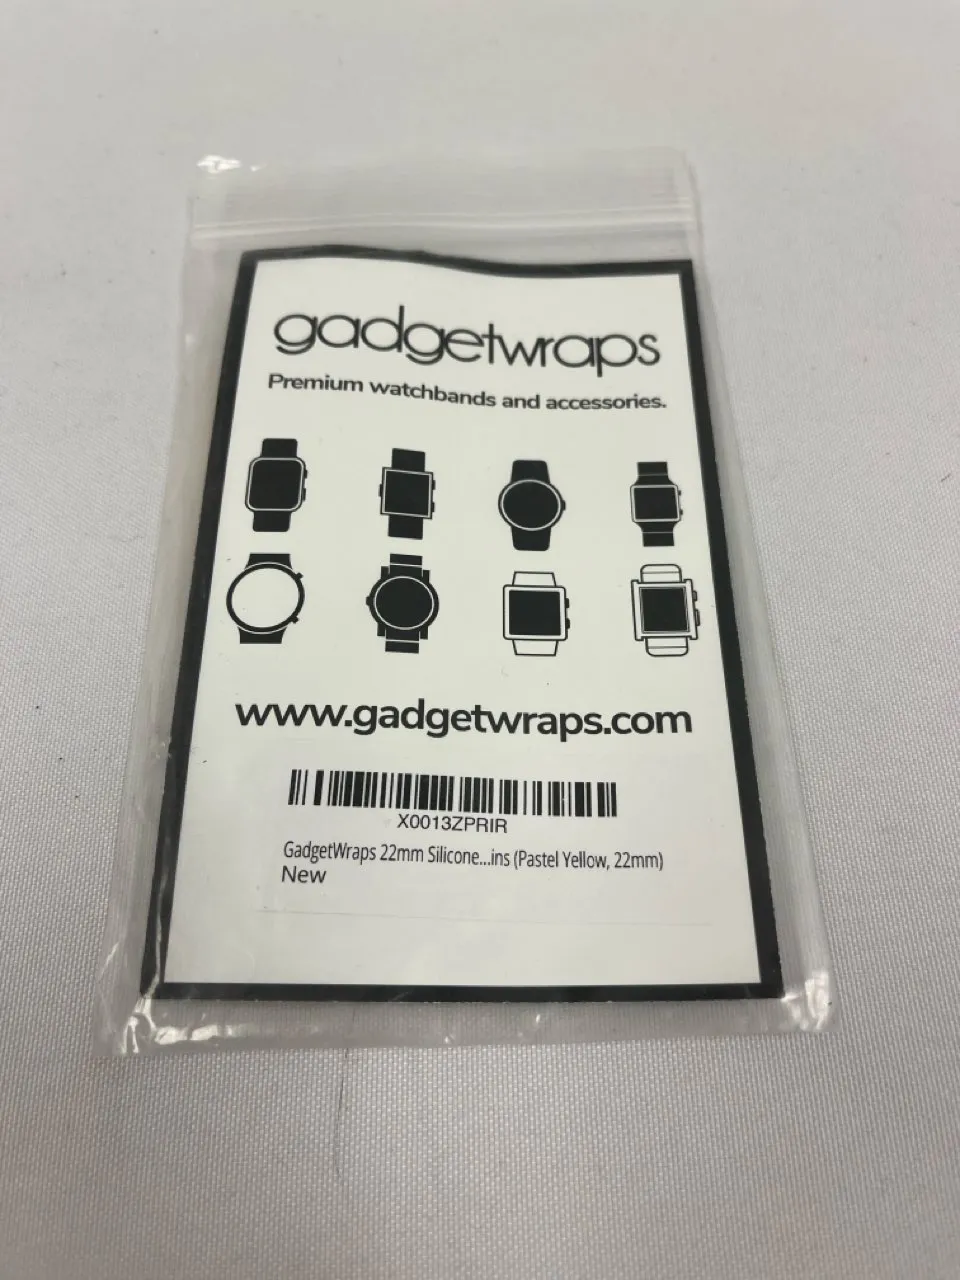 gadgetwraps
Premium watchbands and accessories.
www.gadgetwraps.com
X0013ZPRIR
GadgetWraps 22mm Silicone...ins (Pastel Yellow, 22mm)
New